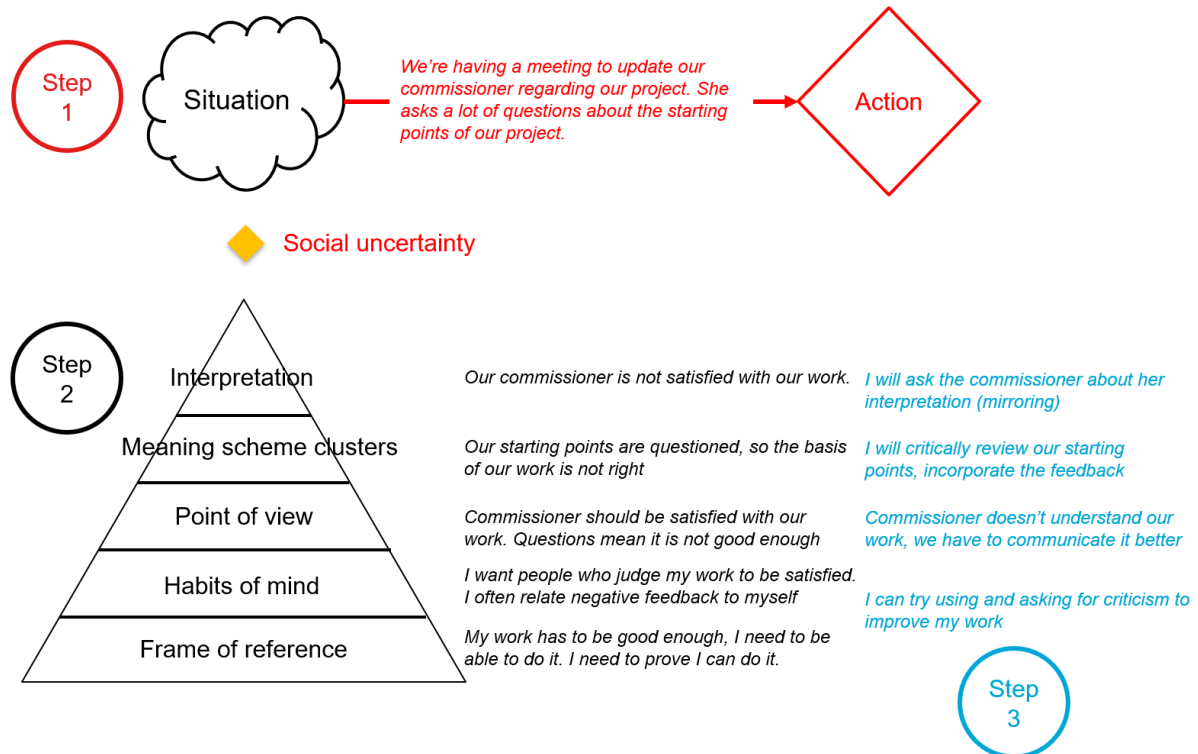 Step
1
Situation
We're having a meeting to update our
commissioner regarding our project. She
asks a lot of questions about the starting
points of our project.
Action
Social uncertainty
Step
2
Interpretation
Our commissioner is not satisfied with our work.
I will ask the commissioner about her
interpretation (mirroring)
Meaning scheme clusters
Our starting points are questioned, so the basis
of our work is not right
I will critically review our starting
points, incorporate the feedback
Point of view
Commissioner should be satisfied with our
work. Questions mean it is not good enough
Commissioner doesn't understand our
work, we have to communicate it better
Habits of mind
I want people who judge my work to be satisfied.
I often relate negative feedback to myself
I can try using and asking for criticism to
improve my work
Frame of reference
My work has to be good enough, I need to be
able to do it. I need to prove I can do it.
Step
3